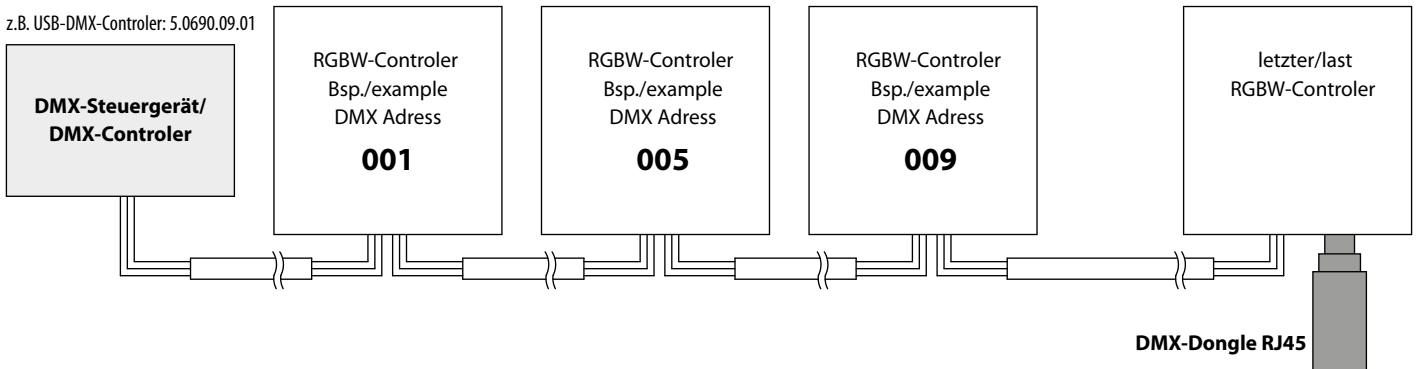 z.B. USB-DMX-Controler: 5.0690.09.01
DMX-Steuergerät/
DMX-Controler
RGBW-Controler
Bsp./example
DMX Adress
001
RGBW-Controler
Bsp./example
DMX Adress
005
RGBW-Controler
Bsp./example
DMX Adress
009
letzter/last
RGBW-Controler
DMX-Dongle RJ45